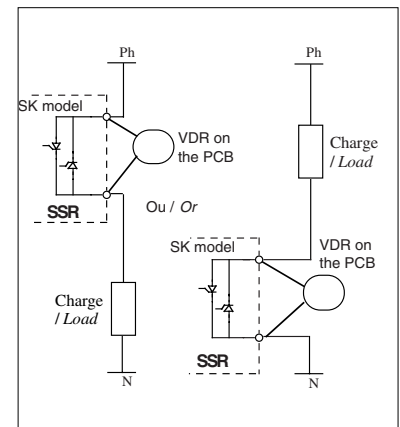 Ph
SK model
VDR on
the PCB
SSR
Ou / Or
Charge
/ Load
N
Ph
Charge
/ Load
SK model
VDR on
the PCB
SSR
N